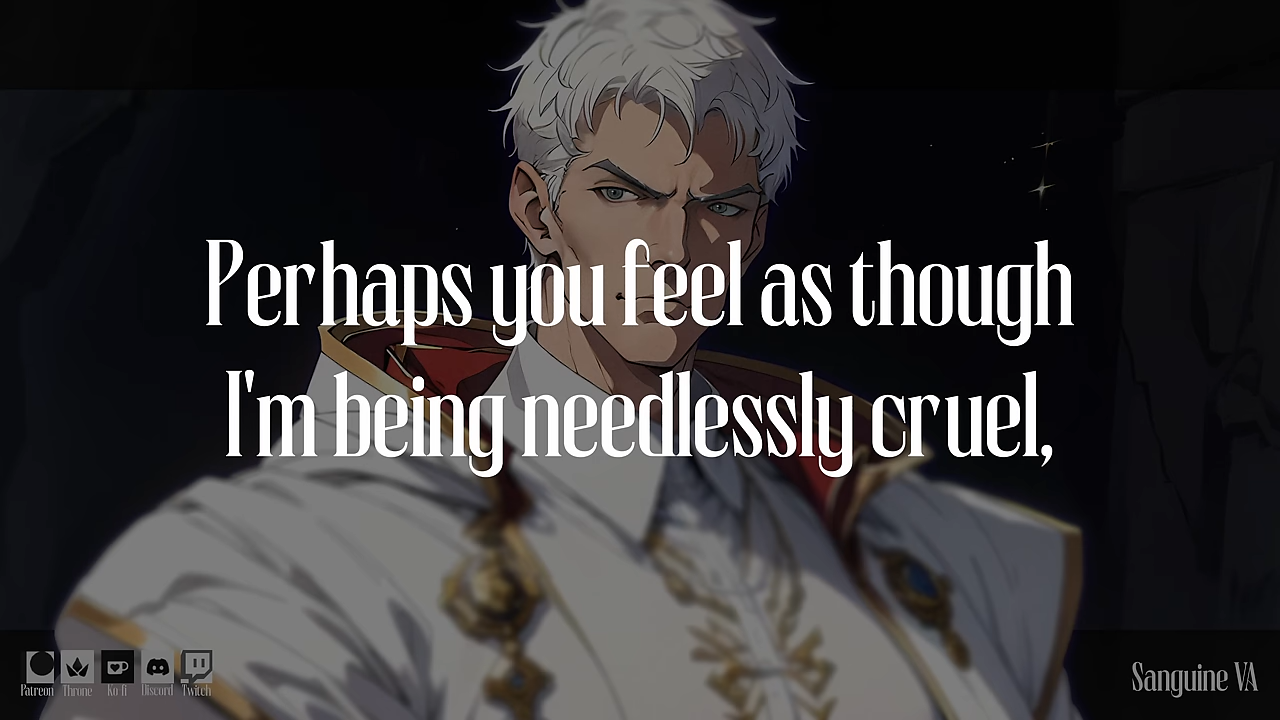 Perhaps you feel as though
I'm being needlessly cruel,
Patreon Throne Ko fi Discord Twitch
Sanguine VA